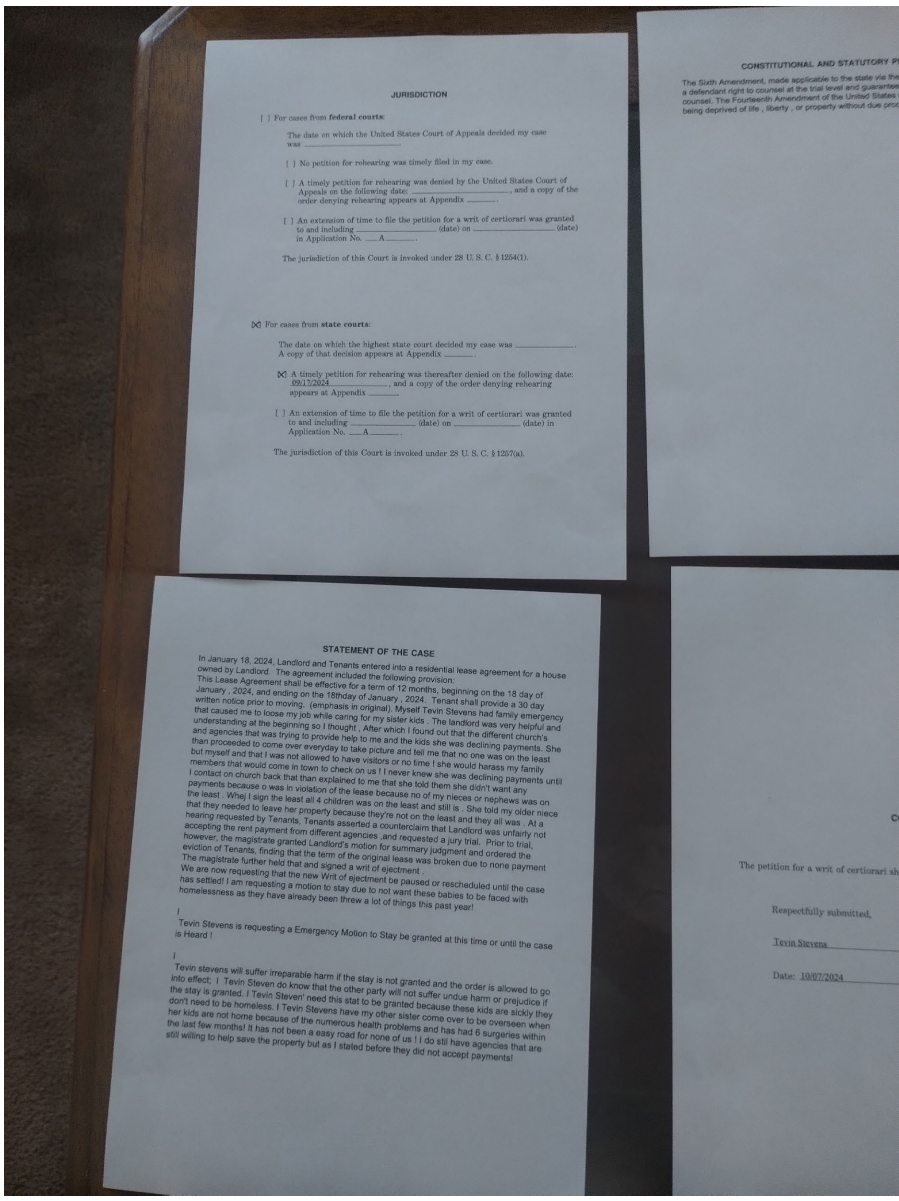 JURISDICTION
[ ] For cases from federal courts:
The date on which the United States Court of Appeals decided my case
was ____________________.
[ ] No petition for rehearing was timely filed in my case.
[ ] A timely petition for rehearing was denied by the United States Court of
Appeals on the following date: ____________________, and a copy of the
order denying rehearing appears at Appendix ______.
[ ] An extension of time to file the petition for a writ of certiorari was granted
to and including ________________ (date) on ________________ (date)
in Application No. ___A______.
The jurisdiction of this Court is invoked under 28 U. S. C. § 1254(1).
[X] For cases from state courts:
The date on which the highest state court decided my case was ____________.
A copy of that decision appears at Appendix ______.
[X] A timely petition for rehearing was thereafter denied on the following date:
09/17/2024____________, and a copy of the order denying rehearing
appears at Appendix ______.
[ ] An extension of time to file the petition for a writ of certiorari was granted
to and including ______________ (date) on ______________ (date) in
Application No. ___A______.
The jurisdiction of this Court is invoked under 28 U. S. C. § 1257(a).
CONSTITUTIONAL AND STATUTORY
The Sixth Amendment, made applicable to the state via the
a defendant right to counsel at the trial level and guarantee
counsel. The Fourteenth Amendment of the United States
being deprived of life , liberty , or property without due
STATEMENT OF THE CASE
In January 18, 2024, Landlord and Tenants entered into a residential lease agreement for a house
owned by Landlord. The agreement included the following provision:
This Lease Agreement shall be effective for a term of 12 months, beginning on the 18 day of
January , 2024, and ending on the 18thday of January , 2024. Tenant shall provide a 30 day
written notice prior to moving. (emphasis in original), Myself Tevin Stevens had family emergency
that caused me to loose my job while caring for my sister kids . The landlord was very helpful and
understanding at the beginning so I thought , After which I found out that the different church's
and agencies that was trying to provide help to me and the kids she was declining payments. She
than proceeded to come over everyday to take picture and tell me that no one was on the least
but myself and that I was not allowed to have visitors or no time ! she would harass my family
members that would come in town to check on us ! I never knew she was declining payments until
I contact on church back that than explained to me that she told them she didn't want any
payments because o was in violation of the lease because no of my nieces or nephews was on
the least . Whej I sign the least all 4 children was on the least and still is . She told my older niece
that they needed to leave her property because they're not on the least and they all was . At a
hearing requested by Tenants, Tenants asserted a counterclaim that Landlord was unfairly not
accepting the rent payment from different agencies ,and requested a jury trial. Prior to trial,
however, the magistrate granted Landlord's motion for summary judgment and ordered the
eviction of Tenants, finding that the term of the original lease was broken due to none payment
The magistrate further held that and signed a writ of ejectment .
We are now requesting that the new Writ of ejectment be paused or rescheduled until the case
has settled! I am requesting a motion to stay due to not want these babies to be faced with
homelessness as they have already been threw a lot of things this past year!
I
Tevin Stevens is requesting a Emergency Motion to Stay be granted at this time or until the case
is Heard !
I
Tevin stevens will suffer irreparable harm if the stay is not granted and the order is allowed to go
into effect; I Tevin Steven do know that the other party will not suffer undue harm or prejudice if
the stay is granted. I Tevin Steven' need this stat to be granted because these kids are sickly they
don't need to be homeless. I Tevin Stevens have my other sister come over to be overseen when
her kids are not home because of the numerous health problems and has had 6 surgeries within
the last few months! It has not been a easy road for none of us ! I do stil have agencies that are
still willing to help save the property but as I stated before they did not accept payments!
The petition for a writ of certiorari
Respectfully submitted,
Tevin Stevens
Date: 10/07/2024